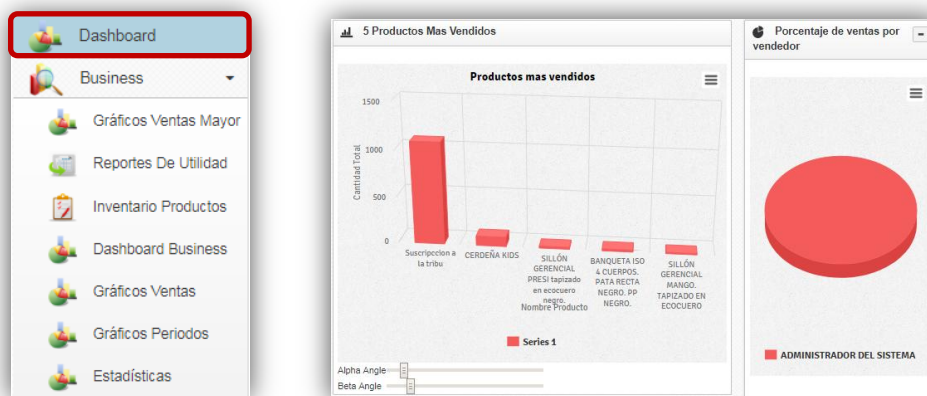 Dashboard
Business
Gráficos Ventas Mayor
Reportes De Utilidad
Inventario Productos
Dashboard Business
Gráficos Ventas
Gráficos Periodos
Estadísticas
5 Productos Mas Vendidos
Productos mas vendidos
Cantidad Total
1500
1000
500
0
Suscripccion a
la tribu
CERDEÑA KIDS
SILLÓN
GERENCIAL
PRESI tapizado
en ecocuero
negro.
BANQUETA ISO
4 CUERPOS.
PATA RECTA
NEGRO. PP
NEGRO.
SILLÓN
GERENCIAL
MANGO.
TAPIZADO EN
ECOCUERO
Nombre Producto
Series 1
Alpha Angle
Beta Angle
Porcentaje de ventas por
vendedor
ADMINISTRADOR DEL SISTEMA